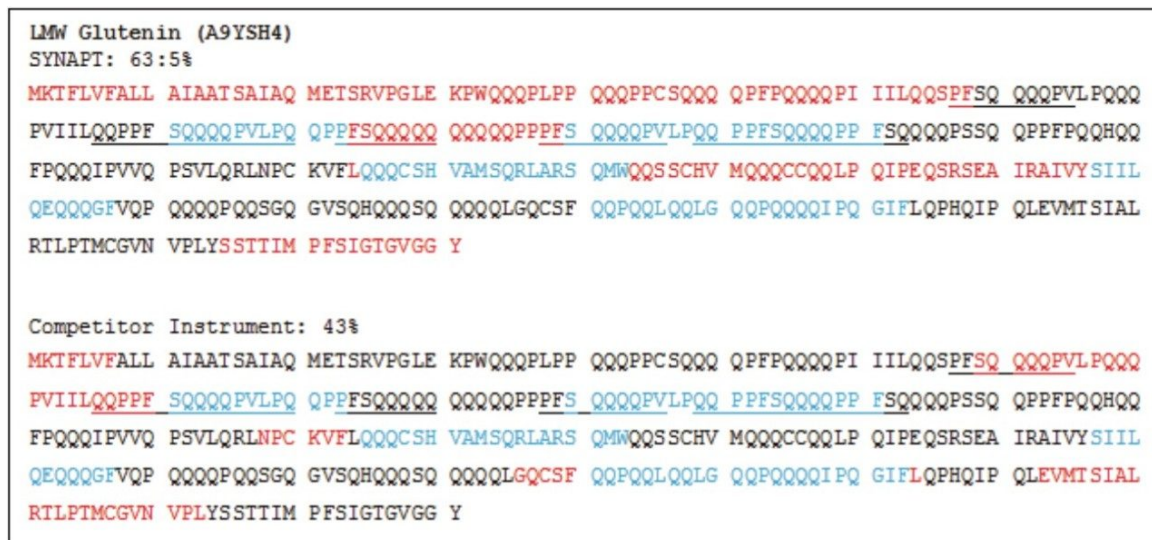 LMW Glutenin (A9YSH4)
SYNAPT: 63:5%
MKTFLVFALL AIAATSAIAQ METSRVPGLE KPWQQQPLPP QQQPPCSQQQ QPFPQQQQPI IILQQSPFSQ QQQPVLPQQQ
PVIILQQPPF SQQQQPVLPQ QPPFSQQQQQ QQQQQPPPFS QQQQPVLPQQ PPFSQQQQPP FSQQQQPSSQ QPPFPQQHQQ
FPQQQIPVVQ PSVLQRLNPC KVFLQQQCSH VAMSQRLARS QMWQQSSCHV MQQQCCQQLP QIPEQSRSEA IRAIVYSIIL
QEQQQGFVQP QQQQPQQSGQ GVSQHQQQSQ QQQQLGQCSF QQPQQLQQLG QQPQQQQIPQ GIFLQPHQIP QLEVMTSIAL
RTLPTMCGVN VPLYSSTTIM PFSIGTGVGG Y
Competitor Instrument: 43%
MKTFLVFALL AIAATSAIAQ METSRVPGLE KPWQQQPLPP QQQPPCSQQQ QPFPQQQQPI IILQQSPFSQ QQQPVLPQQQ
PVIILQQPPF SQQQQPVLPQ QPPFSQQQQQ QQQQQPPPFS QQQQPVLPQQ PPFSQQQQPP FSQQQQPSSQ QPPFPQQHQQ
FPQQQIPVVQ PSVLQRLNPC KVFLQQQCSH VAMSQRLARS QMWQQSSCHV MQQQCCQQLP QIPEQSRSEA IRAIVYSIIL
QEQQQGFVQP QQQQPQQSGQ GVSQHQQQSQ QQQQLGQCSF QQPQQLQQLG QQPQQQQIPQ GIFLQPHQIP QLEVMTSIAL
RTLPTMCGVN VPLYSSTTIM PFSIGTGVGG Y